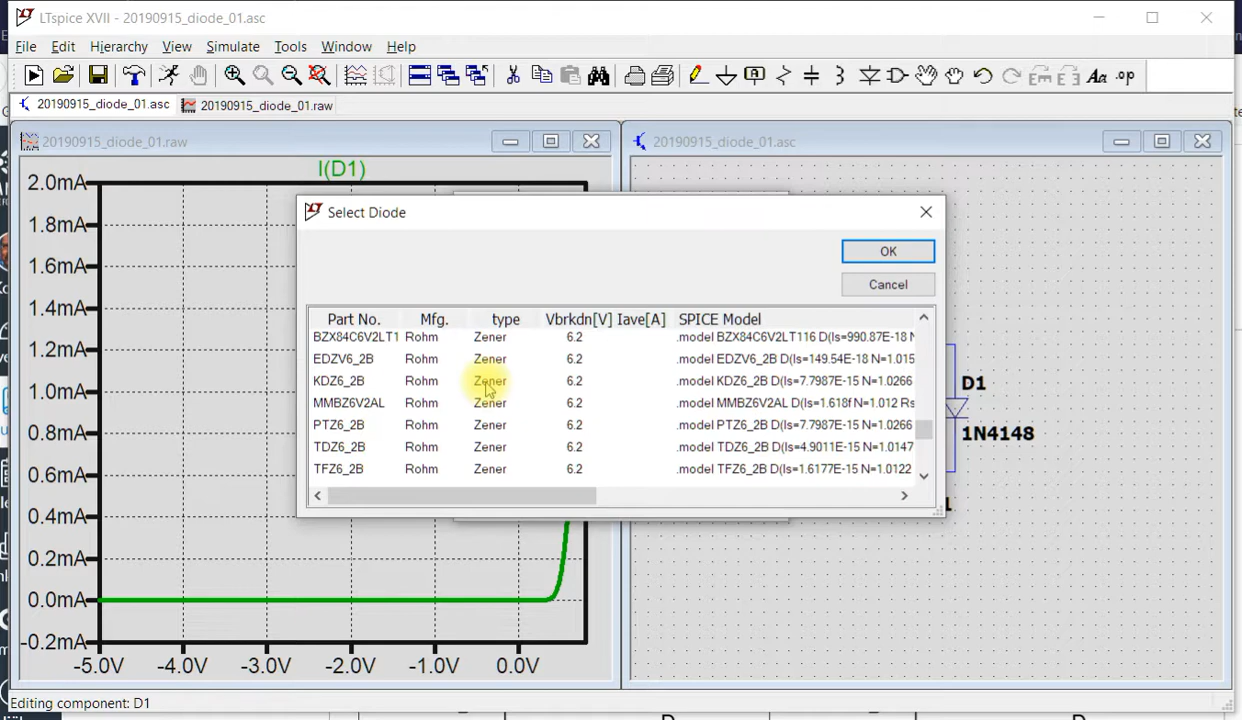 LTspice XVII - 20190915_diode_01.asc
File Edit Hierarchy View Simulate Tools Window Help
Aa .op
20190915_diode_01.asc 20190915_diode_01.raw
20190915_diode_01.raw
20190915_diode_01.asc
I(D1)
2.0mA
1.8mA
1.6mA
1.4mA
1.2mA
1.0mA
0.8mA
0.6mA
0.4mA
0.2mA
0.0mA
-0.2mA
-5.0V -4.0V -3.0V -2.0V -1.0V 0.0V
Select Diode
OK
Cancel
Part No. Mfg. type Vbrkdn[V] Iave[A] SPICE Model
BZX84C6V2LT1 Rohm Zener 6.2 .model BZX84C6V2LT116 D(Is=990.87E-18 N
EDZV6_2B Rohm Zener 6.2 .model EDZV6_2B D(Is=149.54E-18 N=1.015
KDZ6_2B Rohm Zener 6.2 .model KDZ6_2B D(Is=7.7987E-15 N=1.0266
MMBZ6V2AL Rohm Zener 6.2 .model MMBZ6V2AL D(Is=1.618f N=1.012 Rs
PTZ6_2B Rohm Zener 6.2 .model PTZ6_2B D(Is=7.7987E-15 N=1.0266
TDZ6_2B Rohm Zener 6.2 .model TDZ6_2B D(Is=4.9011E-15 N=1.0147
TFZ6_2B Rohm Zener 6.2 .model TFZ6_2B D(Is=1.6177E-15 N=1.0122
D1
1N4148
Editing component: D1